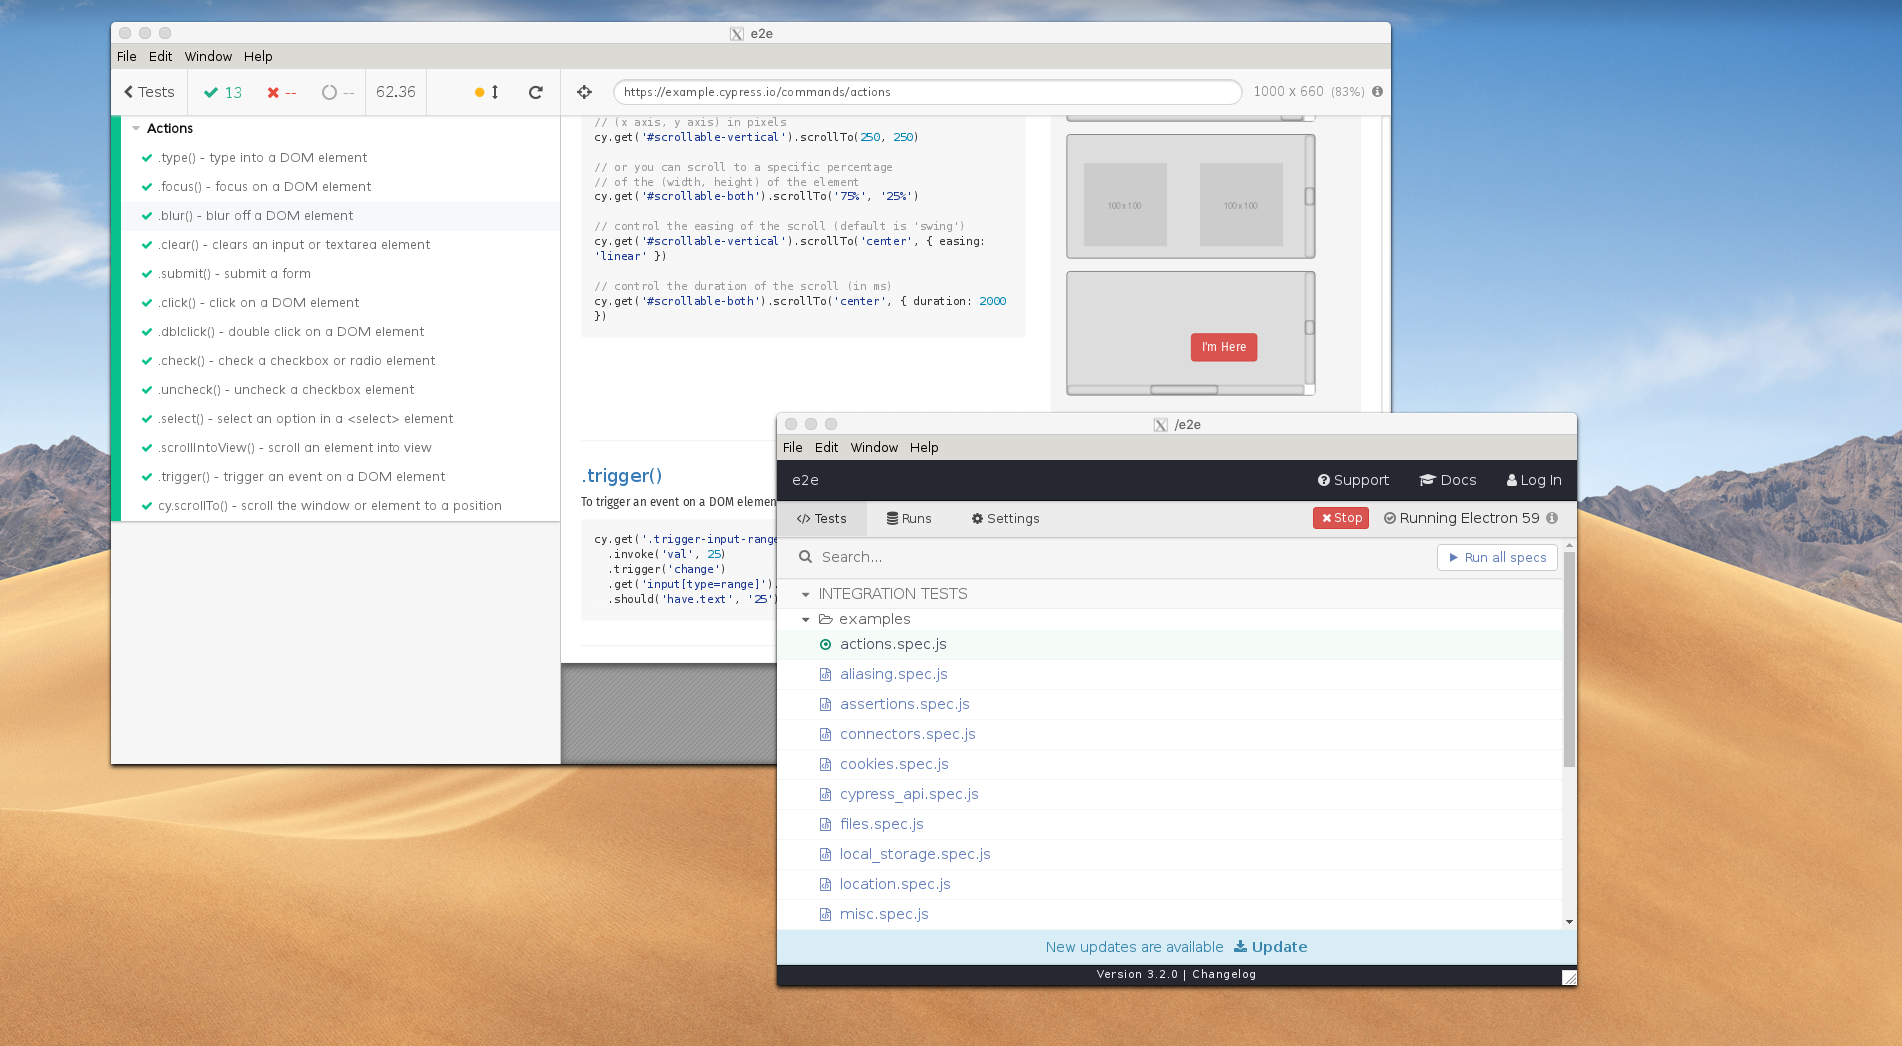 e2e
File Edit Window Help
Tests 13 -- -- 62.36
https://example.cypress.io/commands/actions 1000 x 660 (83%)
Actions
.type() - type into a DOM element
.focus() - focus on a DOM element
.blur() - blur off a DOM element
.clear() - clears an input or textarea element
.submit() - submit a form
.click() - click on a DOM element
.dblclick() - double click on a DOM element
.check() - check a checkbox or radio element
.uncheck() - uncheck a checkbox element
.select() - select an option in a <select> element
.scrollIntoView() - scroll an element into view
.trigger() - trigger an event on a DOM element
cy.scrollTo() - scroll the window or element to a position
// (x axis, y axis) in pixels
cy.get('#scrollable-vertical').scrollTo(250, 250)
// or you can scroll to a specific percentage
// of the (width, height) of the element
cy.get('#scrollable-both').scrollTo('75%', '25%')
// control the easing of the scroll (default is 'swing')
cy.get('#scrollable-vertical').scrollTo('center', { easing:
'linear' })
// control the duration of the scroll (in ms)
cy.get('#scrollable-both').scrollTo('center', { duration: 2000
})
100 x 100
100 x 100
I'm Here
.trigger()
To trigger an event on a DOM elemen
cy.get('.trigger-input-range
.invoke('val', 25)
.trigger('change')
.get('input[type=range]').
.should('have.text', '25')
/e2e
File Edit Window Help
e2e Support Docs Log In
</> Tests Runs Settings Stop Running Electron 59
Search... Run all specs
INTEGRATION TESTS
examples
actions.spec.js
aliasing.spec.js
assertions.spec.js
connectors.spec.js
cookies.spec.js
cypress_api.spec.js
files.spec.js
local_storage.spec.js
location.spec.js
misc.spec.js
New updates are available Update
Version 3.2.0 | Changelog